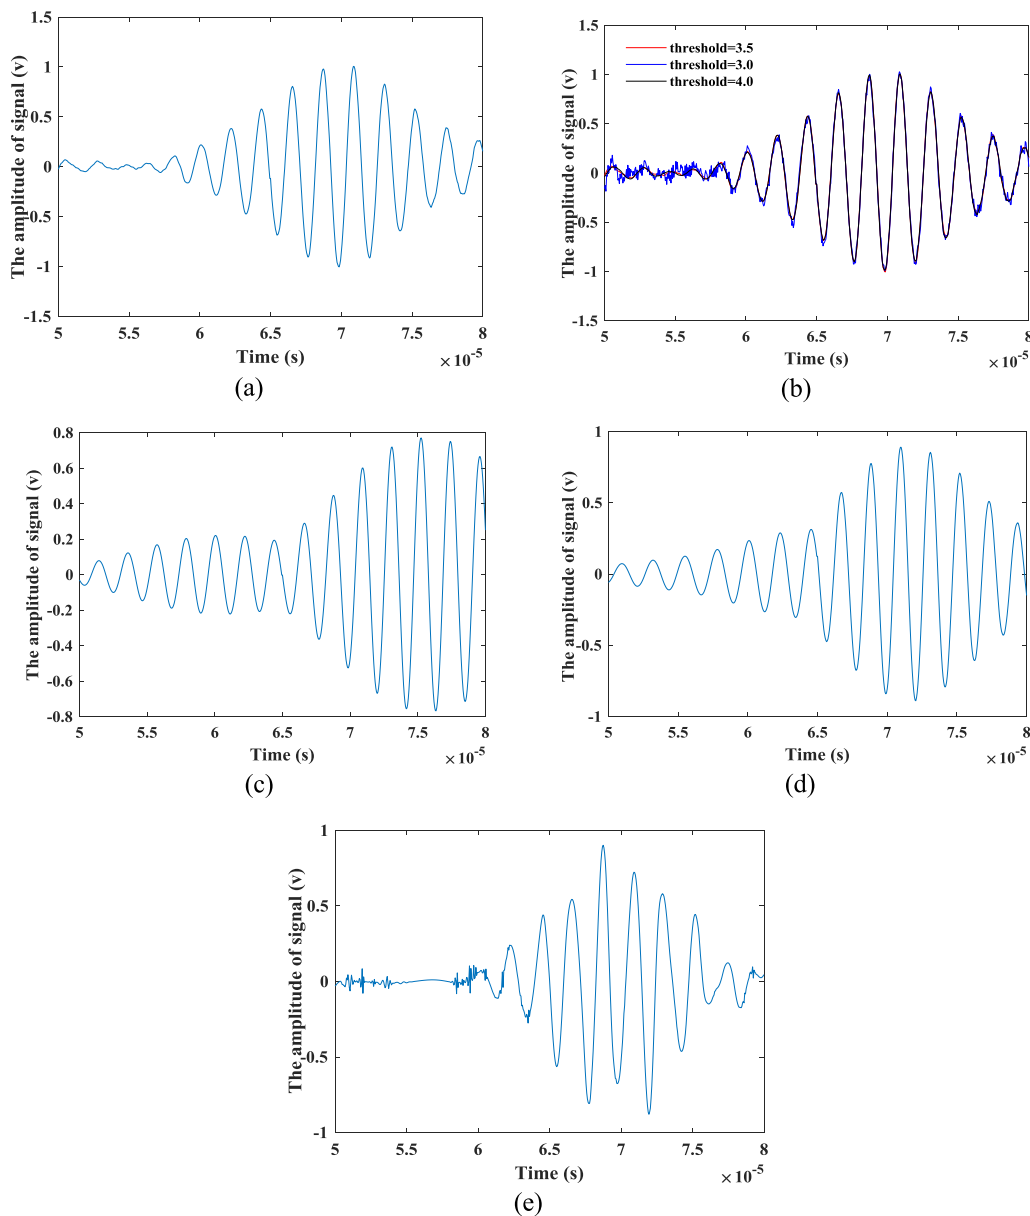 The amplitude of signal (v)
1.5
1
0.5
0
-0.5
-1
-1.5
5 5.5 6 6.5 7 7.5 8
Time (s)
×10-5
(a)
The amplitude of signal (v)
1.5
1
0.5
0
-0.5
-1
-1.5
threshold=3.5
threshold=3.0
threshold=4.0
5 5.5 6 6.5 7 7.5 8
Time (s)
×10-5
(b)
The amplitude of signal (v)
0.8
0.6
0.4
0.2
0
-0.2
-0.4
-0.6
-0.8
5 5.5 6 6.5 7 7.5 8
Time (s)
×10-5
(c)
The amplitude of signal (v)
1
0.5
0
-0.5
-1
5 5.5 6 6.5 7 7.5 8
Time (s)
×10-5
(d)
The amplitude of signal (v)
1
0.5
0
-0.5
-1
5 5.5 6 6.5 7 7.5 8
Time (s)
×10-5
(e)